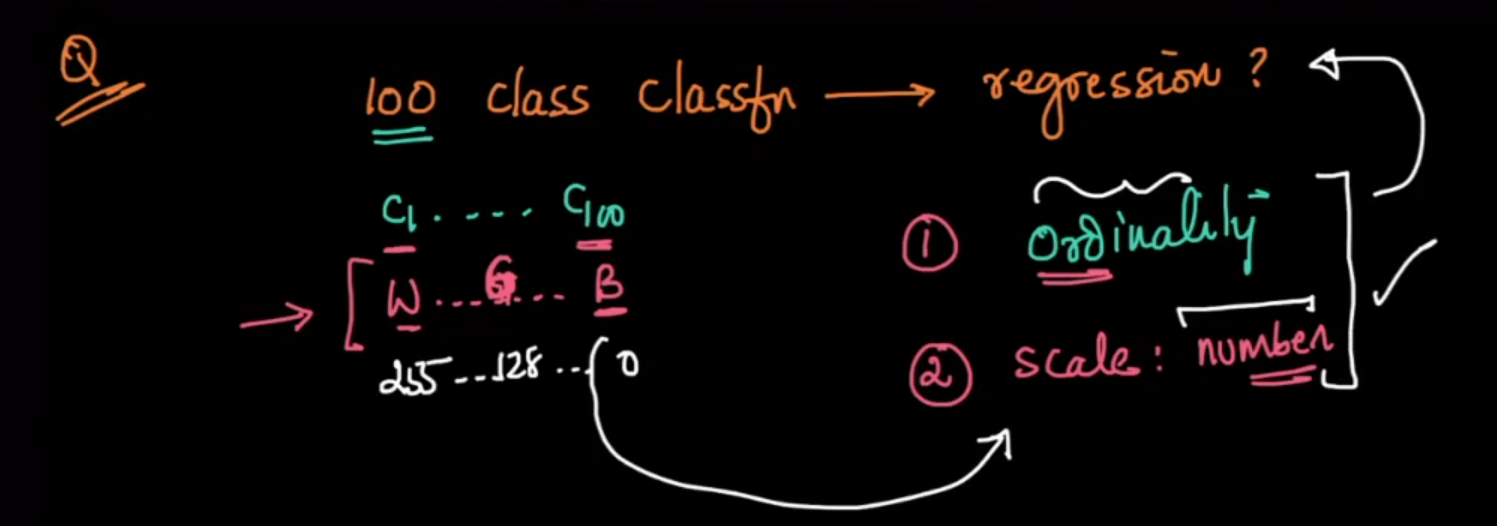 Q
100 class classfn → regression ?
C1 . - - - . C100
① Ordinality
W ... G ... B
② scale : number
255 - - . 128 . . . 0